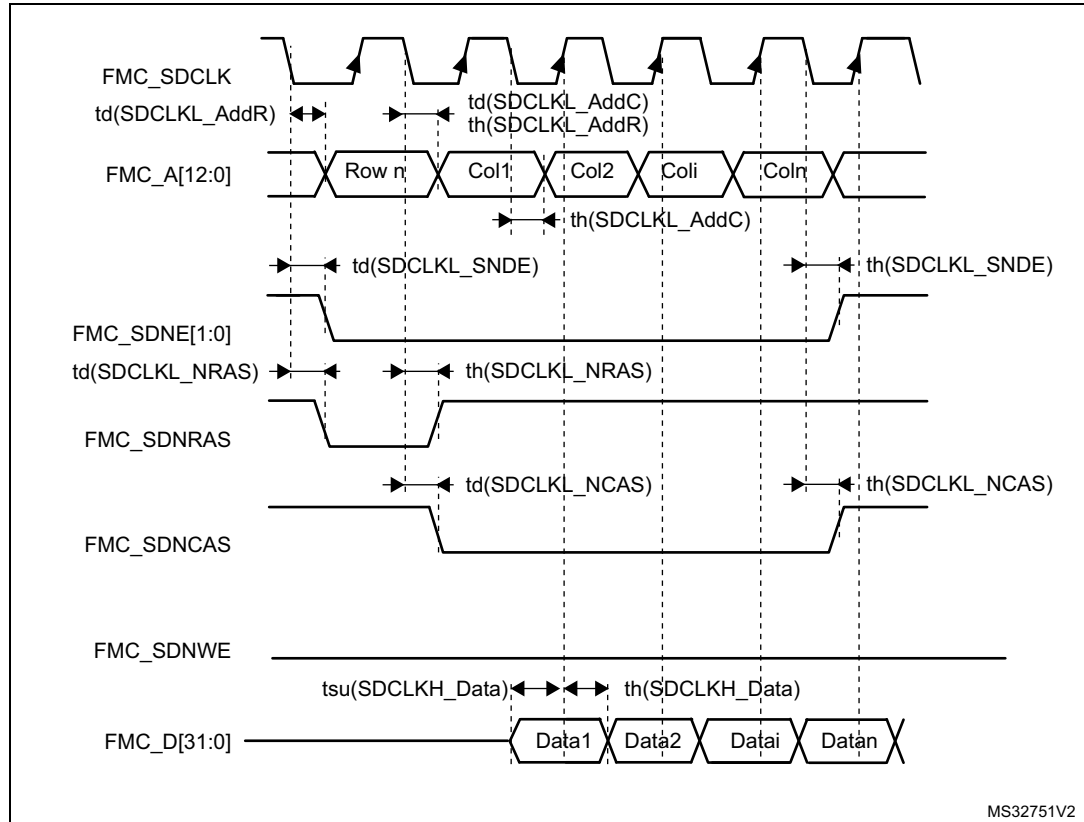 FMC_SDCLK
td(SDCLKL_AddR)
td(SDCLKL_AddC)
th(SDCLKL_AddR)
FMC_A[12:0]
Row n
Col1
Col2
Coli
Coln
th(SDCLKL_AddC)
td(SDCLKL_SNDE)
th(SDCLKL_SNDE)
FMC_SDNE[1:0]
td(SDCLKL_NRAS)
th(SDCLKL_NRAS)
FMC_SDNRAS
td(SDCLKL_NCAS)
th(SDCLKL_NCAS)
FMC_SDNCAS
FMC_SDNWE
tsu(SDCLKH_Data)
th(SDCLKH_Data)
FMC_D[31:0]
Data1
Data2
Datai
Datan
MS32751V2